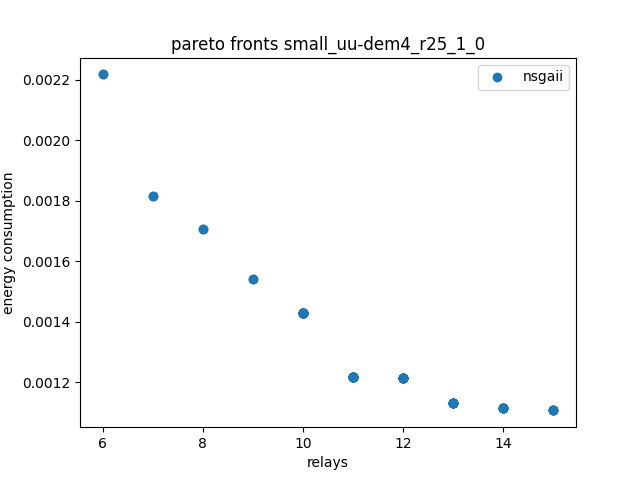 pareto fronts small_uu-dem4_r25_1_0
nsgaii
0.0022
0.0020
0.0018
0.0016
0.0014
0.0012
energy consumption
6
8
10
12
14
relays